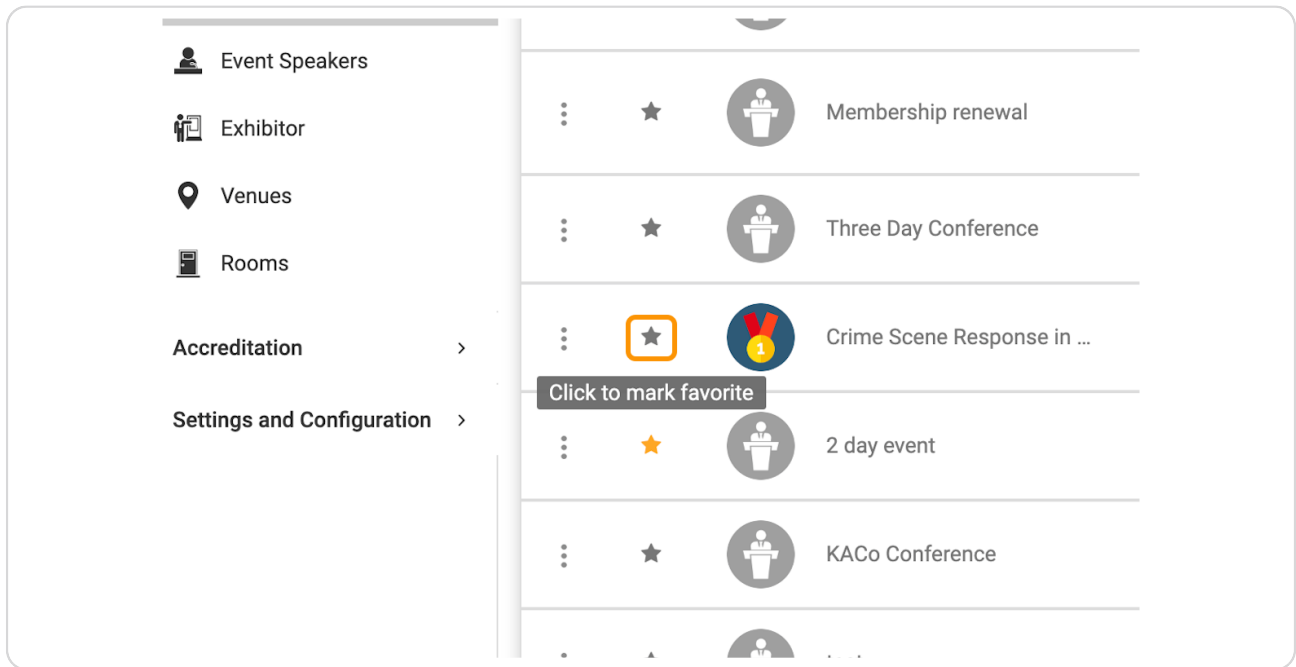 Event Speakers
Exhibitor
Venues
Rooms
Accreditation
Settings and Configuration
Membership renewal
Three Day Conference
Crime Scene Response in ...
1
Click to mark favorite
2 day event
KACo Conference